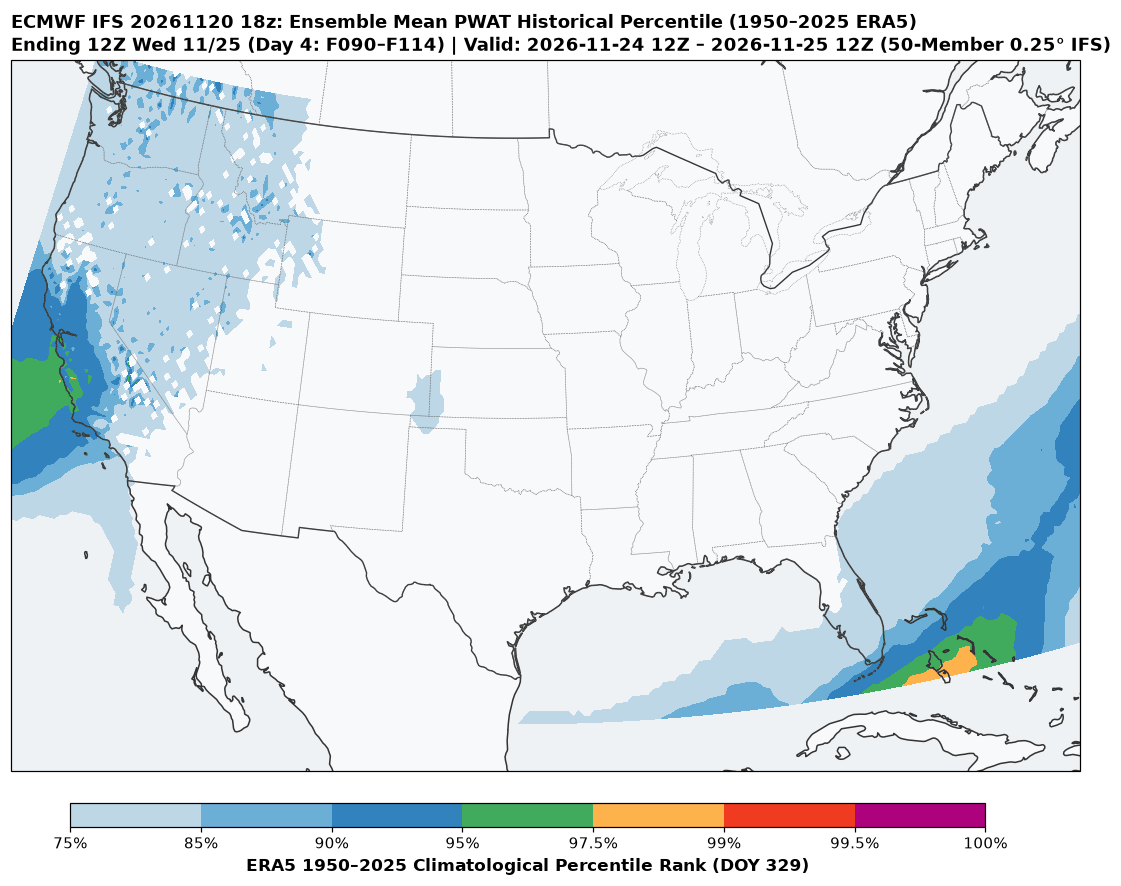 ECMWF IFS 20261120 18z: Ensemble Mean PWAT Historical Percentile (1950–2025 ERA5)
Ending 12Z Wed 11/25 (Day 4: F090–F114) | Valid: 2026-11-24 12Z – 2026-11-25 12Z (50-Member 0.25° IFS)
75% 85% 90% 95% 97.5% 99% 99.5% 100%
ERA5 1950–2025 Climatological Percentile Rank (DOY 329)